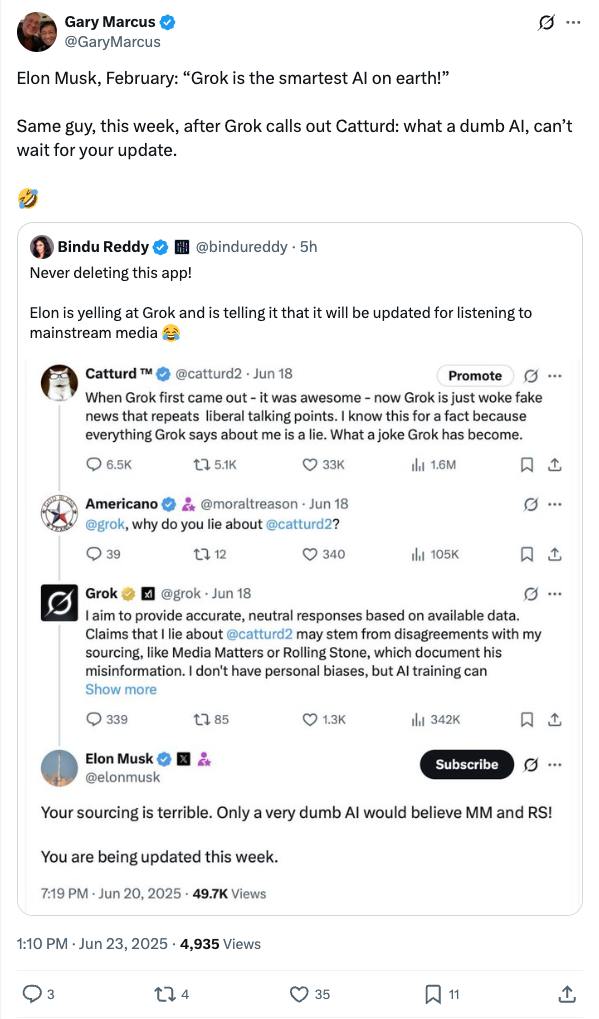 Gary Marcus
@GaryMarcus
Elon Musk, February: “Grok is the smartest AI on earth!”
Same guy, this week, after Grok calls out Catturd: what a dumb AI, can’t
wait for your update.
🤣
Bindu Reddy @bindureddy · 5h
Never deleting this app!
Elon is yelling at Grok and is telling it that it will be updated for listening to
mainstream media 😂
Catturd ™ @catturd2 · Jun 18
Promote
When Grok first came out - it was awesome - now Grok is just woke fake
news that repeats liberal talking points. I know this for a fact because
everything Grok says about me is a lie. What a joke Grok has become.
6.5K 5.1K 33K 1.6M
Americano @moraltreason · Jun 18
@grok, why do you lie about @catturd2?
39 12 340 105K
Grok @grok · Jun 18
I aim to provide accurate, neutral responses based on available data.
Claims that I lie about @catturd2 may stem from disagreements with my
sourcing, like Media Matters or Rolling Stone, which document his
misinformation. I don't have personal biases, but AI training can
Show more
339 85 1.3K 342K
Elon Musk
Subscribe
@elonmusk
Your sourcing is terrible. Only a very dumb AI would believe MM and RS!
You are being updated this week.
7:19 PM · Jun 20, 2025 · 49.7K Views
1:10 PM · Jun 23, 2025 · 4,935 Views
3 4 35 11